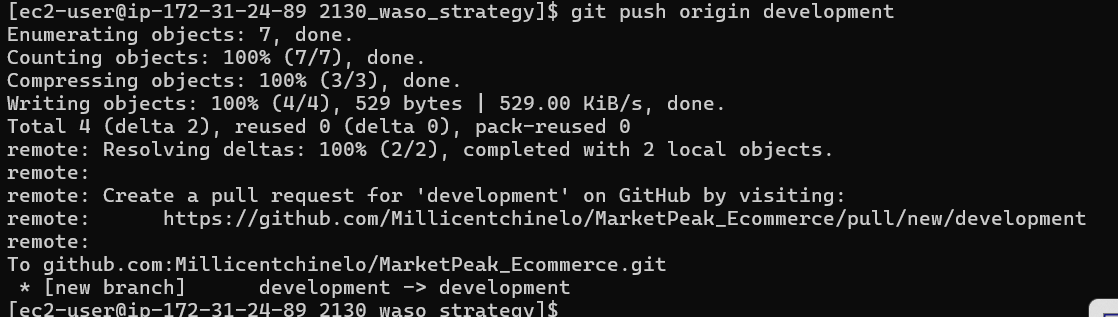 [ec2-user@ip-172-31-24-89 2130_waso_strategy]$ git push origin development
Enumerating objects: 7, done.
Counting objects: 100% (7/7), done.
Compressing objects: 100% (3/3), done.
Writing objects: 100% (4/4), 529 bytes | 529.00 KiB/s, done.
Total 4 (delta 2), reused 0 (delta 0), pack-reused 0
remote: Resolving deltas: 100% (2/2), completed with 2 local objects.
remote:
remote: Create a pull request for 'development' on GitHub by visiting:
remote:      https://github.com/Millicentchinelo/MarketPeak_Ecommerce/pull/new/development
remote:
To github.com:Millicentchinelo/MarketPeak_Ecommerce.git
 * [new branch]      development -> development
[ec2-user@ip-172-31-24-89 2130_waso_strategy]$